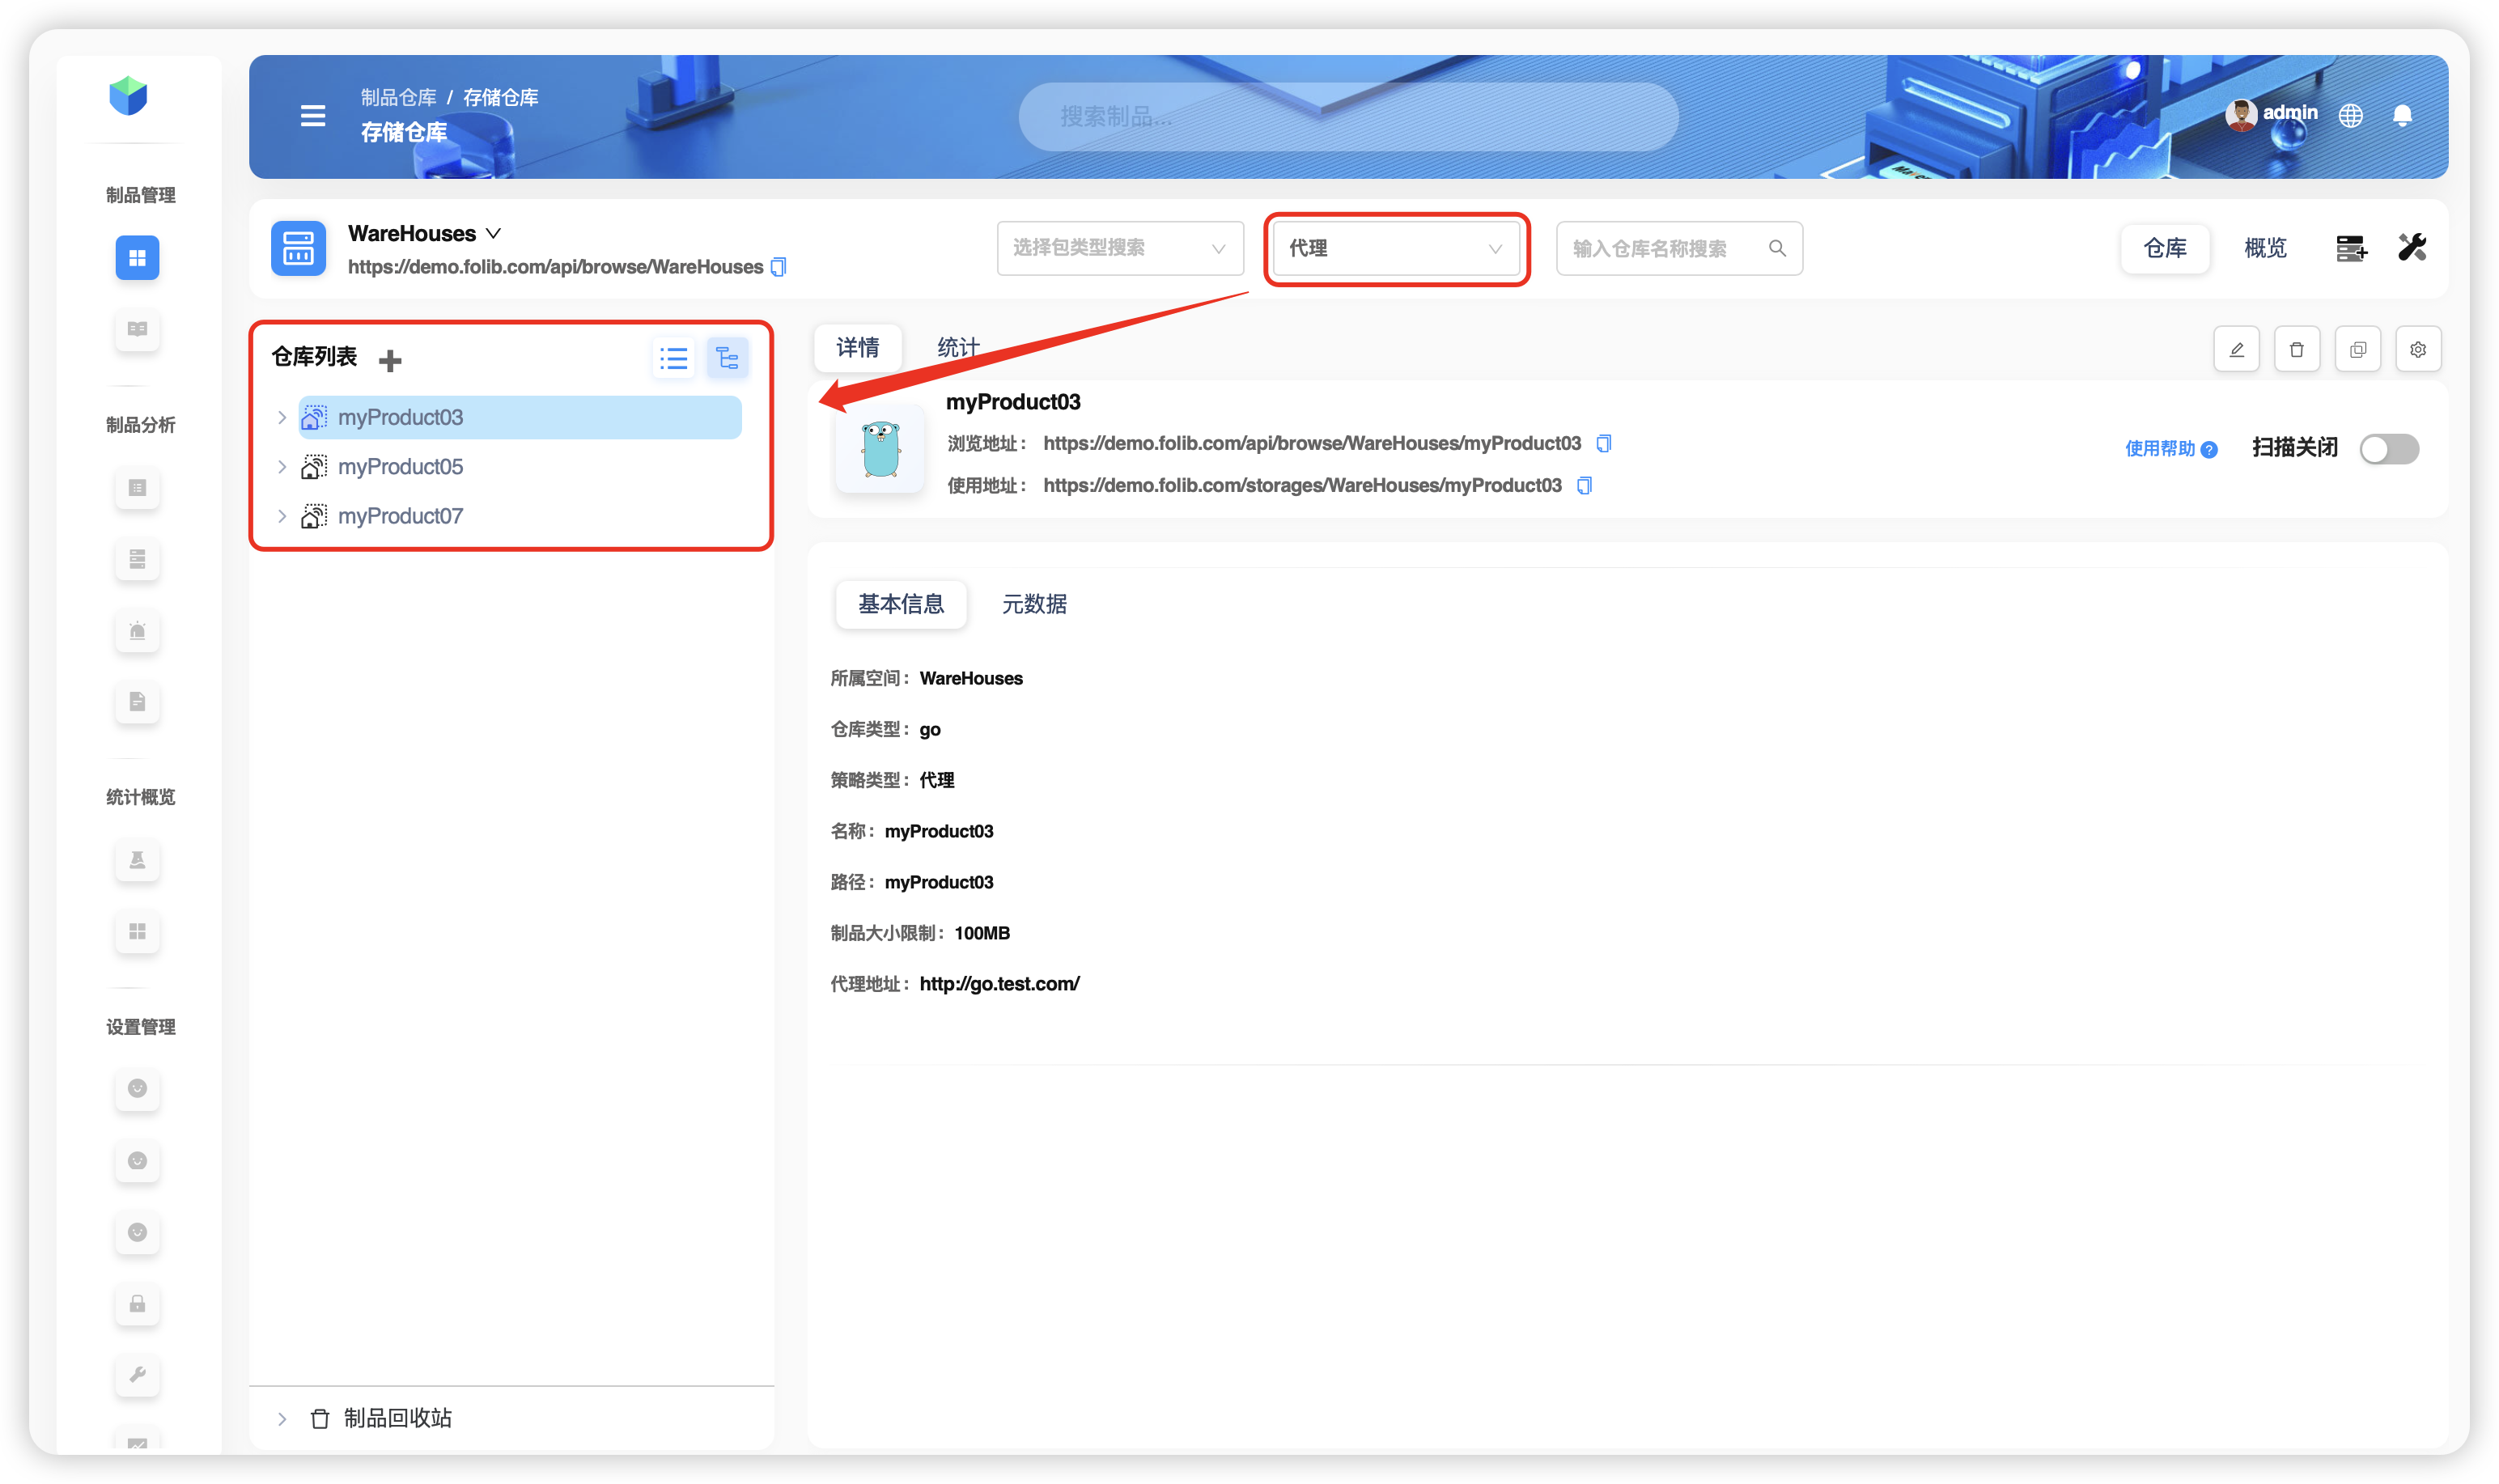 制品仓库 / 存储仓库
存储仓库
搜索制品...
admin
制品管理
制品分析
统计概览
设置管理
WareHouses
https://demo.folib.com/api/browse/WareHouses
选择包类型搜索
代理
输入仓库名称搜索
仓库
概览
仓库列表
myProduct03
myProduct05
myProduct07
制品回收站
详情
统计
myProduct03
浏览地址： https://demo.folib.com/api/browse/WareHouses/myProduct03
使用地址： https://demo.folib.com/storages/WareHouses/myProduct03
使用帮助
扫描关闭
基本信息
元数据
所属空间： WareHouses
仓库类型： go
策略类型： 代理
名称： myProduct03
路径： myProduct03
制品大小限制： 100MB
代理地址： http://go.test.com/